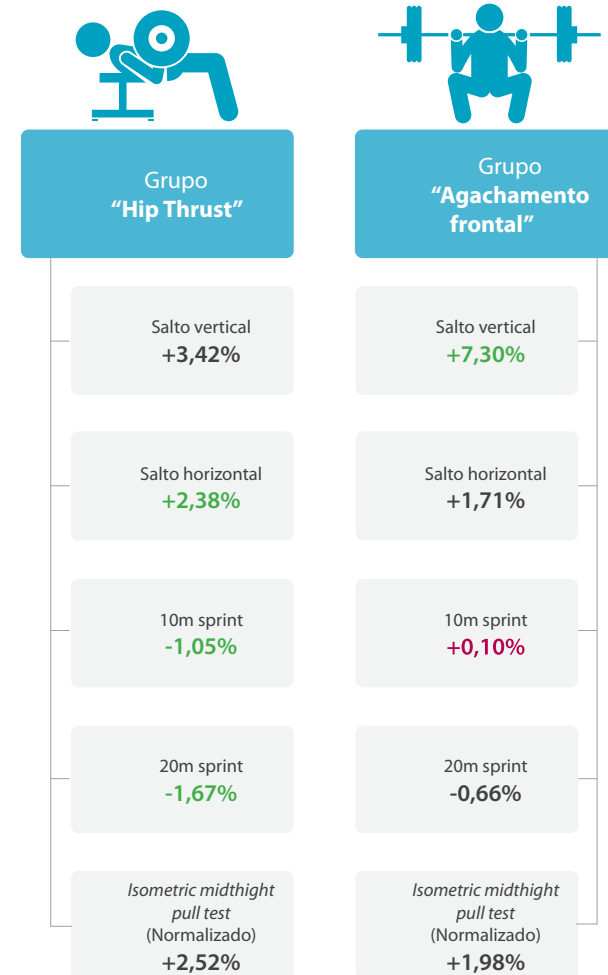 Grupo
“Hip Thrust”
Salto vertical
+3,42%
Salto horizontal
+2,38%
10m sprint
-1,05%
20m sprint
-1,67%
Isometric midthight
pull test
(Normalizado)
+2,52%
Grupo
“Agachamento
frontal”
Salto vertical
+7,30%
Salto horizontal
+1,71%
10m sprint
+0,10%
20m sprint
-0,66%
Isometric midthight
pull test
(Normalizado)
+1,98%